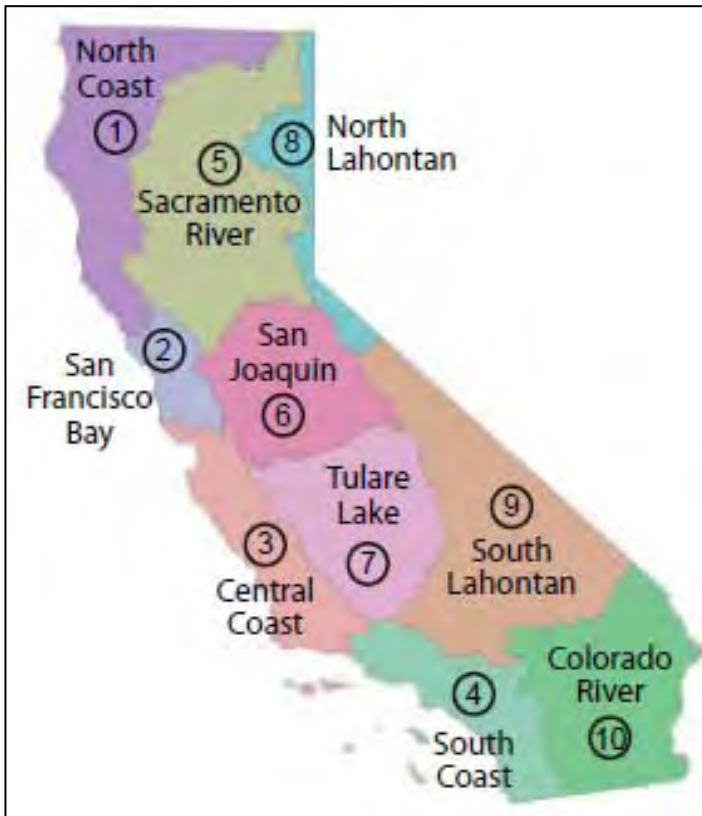 North
Coast
1
5
Sacramento
River
8
North
Lahontan
2
San
Francisco
Bay
San
Joaquin
6
Tulare
Lake
7
3
Central
Coast
9
South
Lahontan
4
South
Coast
Colorado
River
10